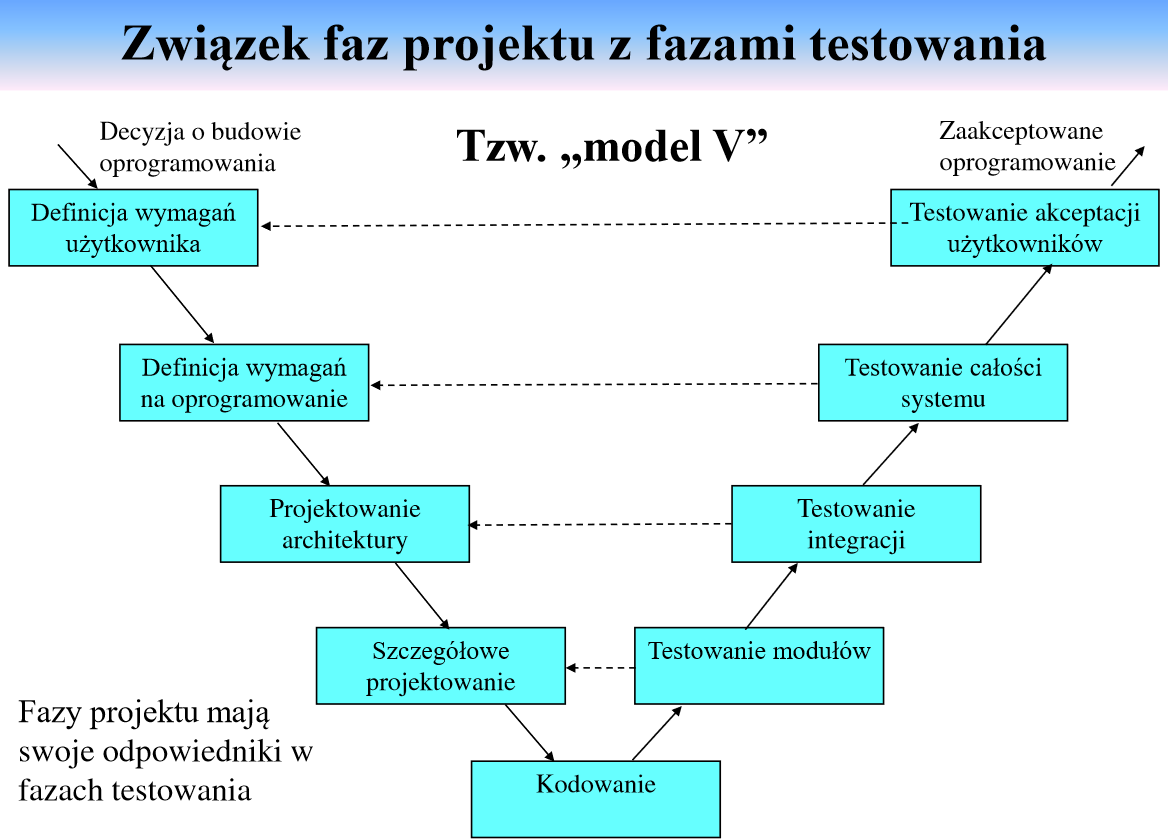 Związek faz projektu z fazami testowania
Decyzja o budowie
oprogramowania
Tzw. „model V”
Zaakceptowane
oprogramowanie
Definicja wymagań
użytkownika
Testowanie akceptacji
użytkowników
Definicja wymagań
na oprogramowanie
Testowanie całości
systemu
Projektowanie
architektury
Testowanie
integracji
Szczegółowe
projektowanie
Testowanie modułów
Fazy projektu mają
swoje odpowiedniki w
fazach testowania
Kodowanie